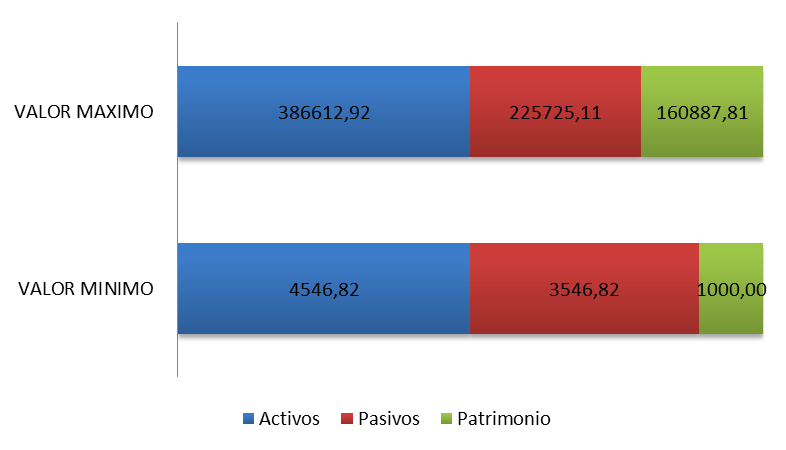 VALOR MAXIMO 386612,92 225725,11 160887,81
VALOR MINIMO 4546,82 3546,82 1000,00
Activos Pasivos Patrimonio